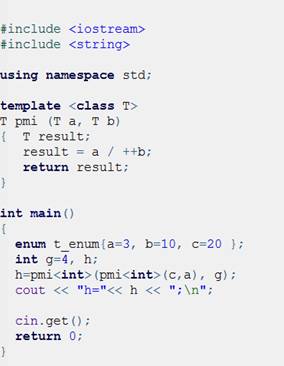 #include <iostream>
#include <string>
using namespace std;
template <class T>
T pmi (T a, T b)
{ T result;
result = a / ++b;
return result;
}
int main()
{
enum t_enum{a=3, b=10, c=20 };
int g=4, h;
h=pmi<int>(pmi<int>(c,a), g);
cout << "h="<< h << ";\n";
cin.get();
return 0;
}